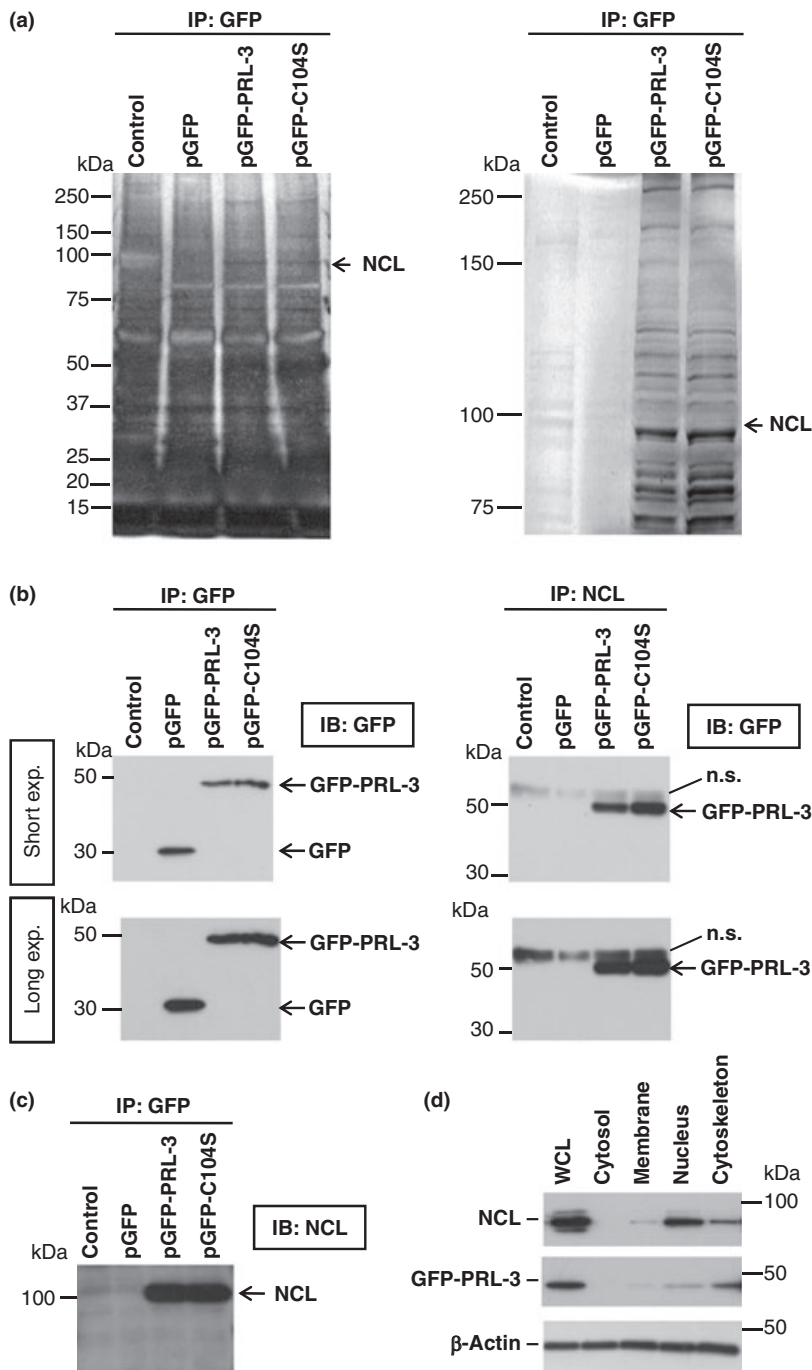 (a)
IP: GFP
Control
pGFP
pGFP-PRL-3
pGFP-C104S
kDa
250
150
100
75
50
37
25
20
15
NCL
IP: GFP
Control
pGFP
pGFP-PRL-3
pGFP-C104S
kDa
250
150
100
75
NCL
(b)
IP: GFP
Control
pGFP
pGFP-PRL-3
pGFP-C104S
IB: GFP
Short exp.
kDa
50
30
GFP-PRL-3
GFP
Long exp.
kDa
50
30
GFP-PRL-3
GFP
IP: NCL
Control
pGFP
pGFP-PRL-3
pGFP-C104S
IB: GFP
kDa
50
30
n.s.
GFP-PRL-3
kDa
50
30
n.s.
GFP-PRL-3
(c)
IP: GFP
Control
pGFP
pGFP-PRL-3
pGFP-C104S
IB: NCL
kDa
100
NCL
(d)
WCL
Cytosol
Membrane
Nucleus
Cytoskeleton
kDa
NCL
100
GFP-PRL-3
50
β-Actin
50